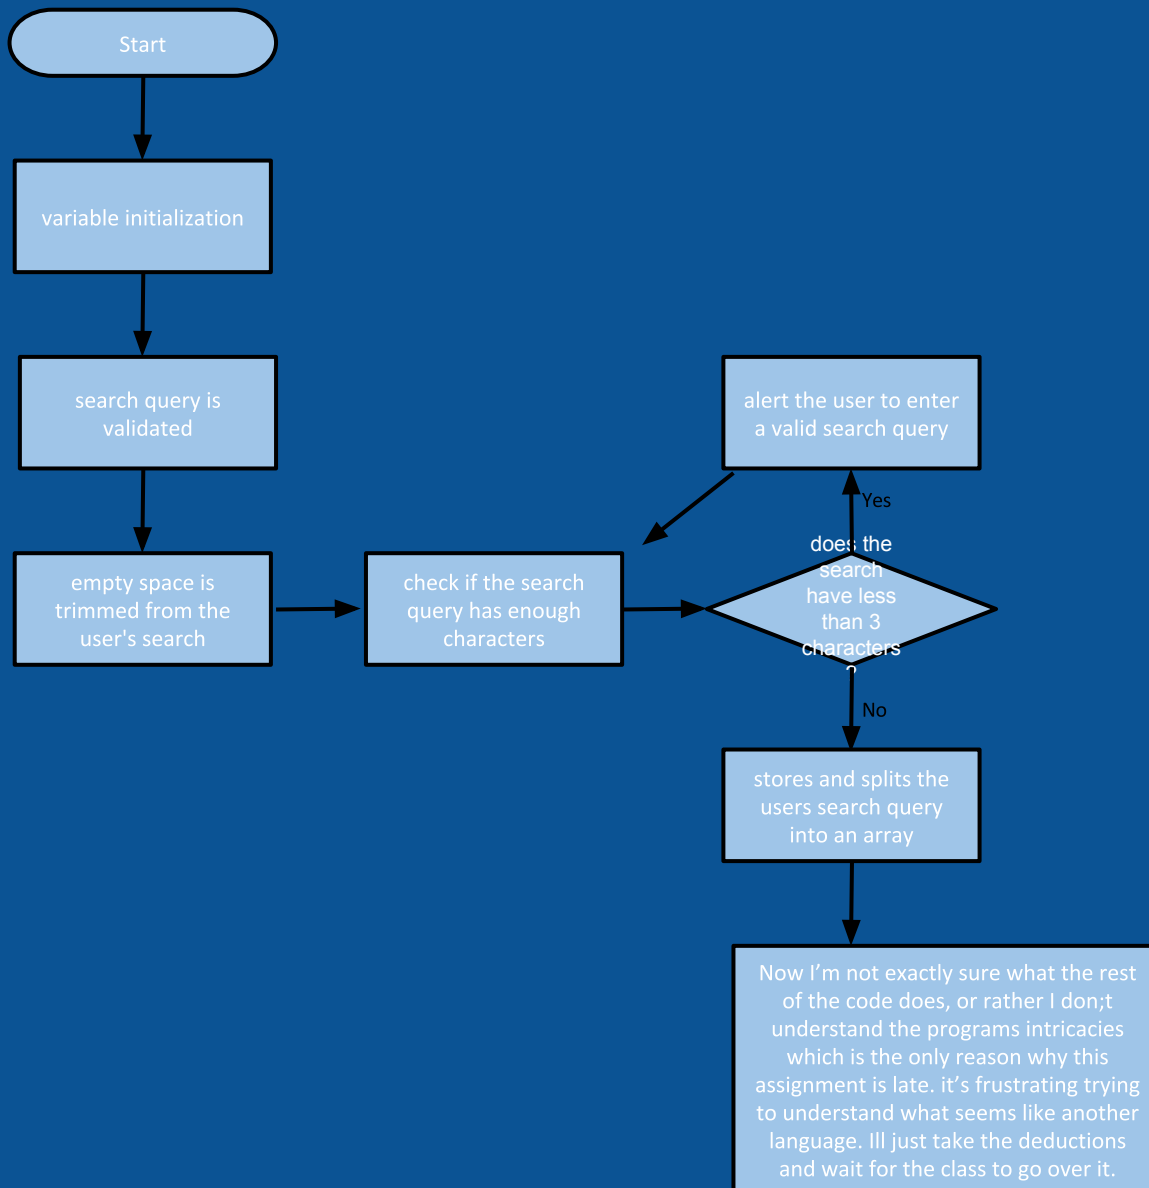 Start
variable initialization
search query is
validated
empty space is
trimmed from the
user's search
check if the search
query has enough
characters
alert the user to enter
a valid search query
Yes
does the
search
have less
than 3
characters
?
No
stores and splits the
users search query
into an array
Now I’m not exactly sure what the rest
of the code does, or rather I don;t
understand the programs intricacies
which is the only reason why this
assignment is late. it’s frustrating trying
to understand what seems like another
language. Ill just take the deductions
and wait for the class to go over it.